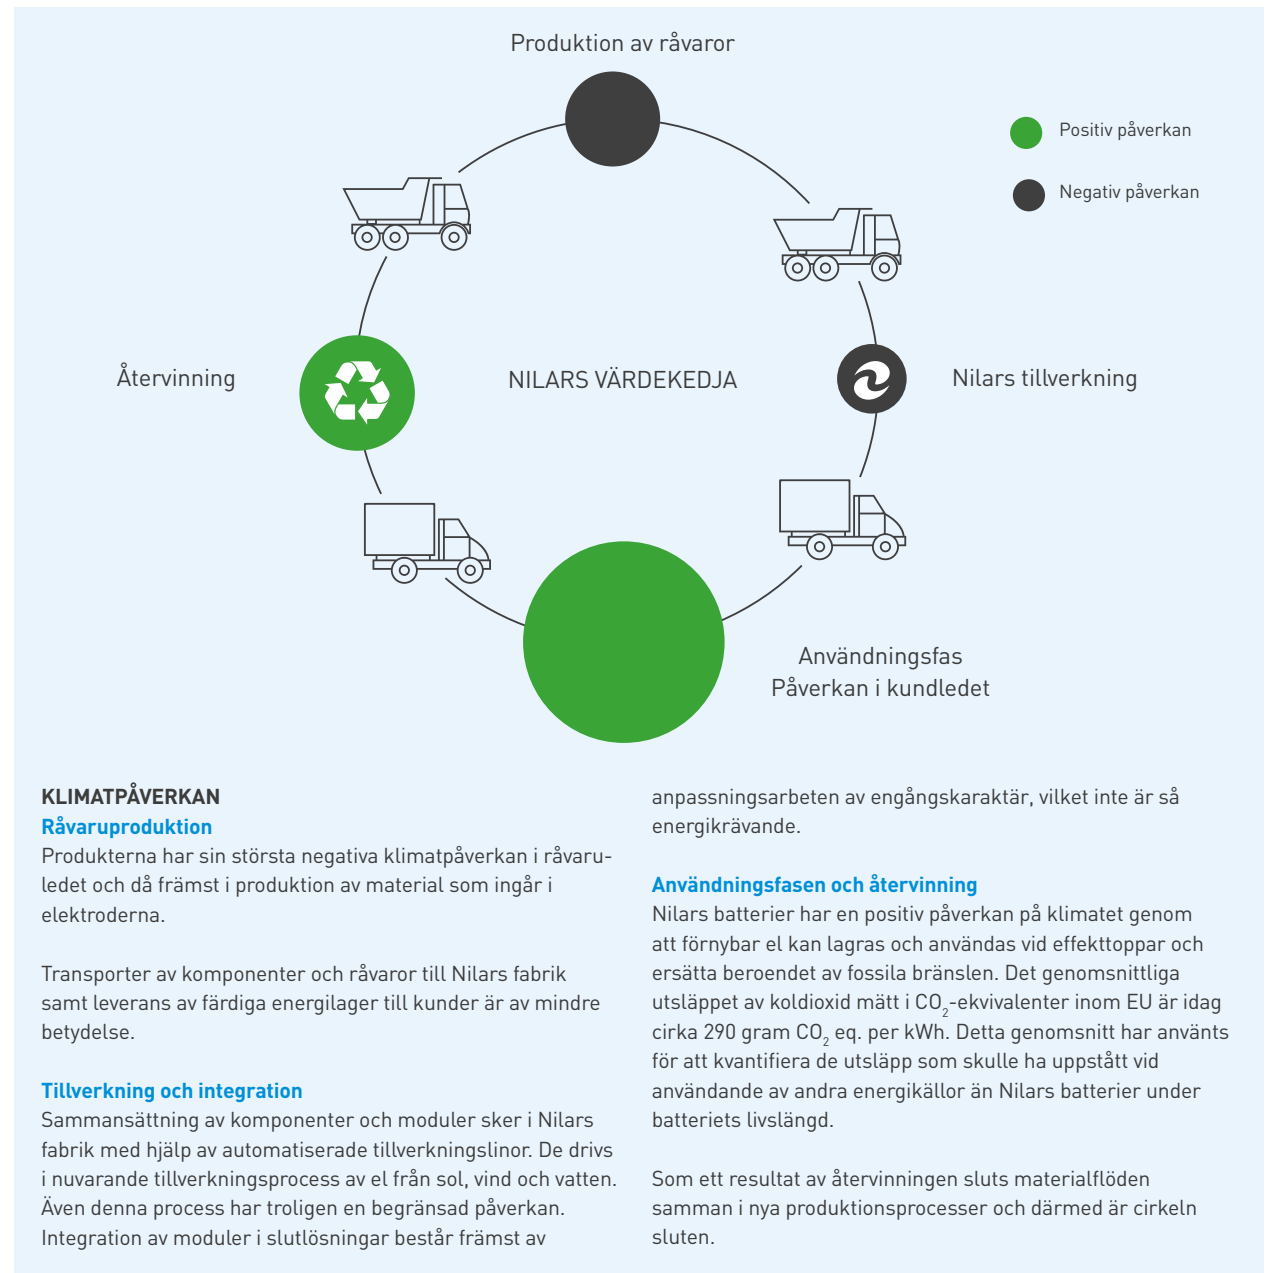 Produktion av råvaror
Positiv påverkan
Negativ påverkan
Återvinning
NILARS VÄRDEKEDJA
Nilars tillverkning
Användningsfas
Påverkan i kundledet
KLIMATPÅVERKAN
Råvaruproduktion
Produkterna har sin största negativa klimatpåverkan i råvaru-
ledet och då främst i produktion av material som ingår i
elektroderna.
Transporter av komponenter och råvaror till Nilars fabrik
samt leverans av färdiga energilager till kunder är av mindre
betydelse.
Tillverkning och integration
Sammansättning av komponenter och moduler sker i Nilars
fabrik med hjälp av automatiserade tillverkningslinor. De drivs
i nuvarande tillverkningsprocess av el från sol, vind och vatten.
Även denna process har troligen en begränsad påverkan.
Integration av moduler i slutlösningar består främst av
anpassningsarbeten av engångskaraktär, vilket inte är så
energikrävande.
Användningsfasen och återvinning
Nilars batterier har en positiv påverkan på klimatet genom
att förnybar el kan lagras och användas vid effekttoppar och
ersätta beroendet av fossila bränslen. Det genomsnittliga
utsläppet av koldioxid mätt i CO₂-ekvivalenter inom EU är idag
cirka 290 gram CO₂ eq. per kWh. Detta genomsnitt har använts
för att kvantifiera de utsläpp som skulle ha uppstått vid
användande av andra energikällor än Nilars batterier under
batteriets livslängd.
Som ett resultat av återvinningen sluts materialflöden
samman i nya produktionsprocesser och därmed är cirkeln
sluten.